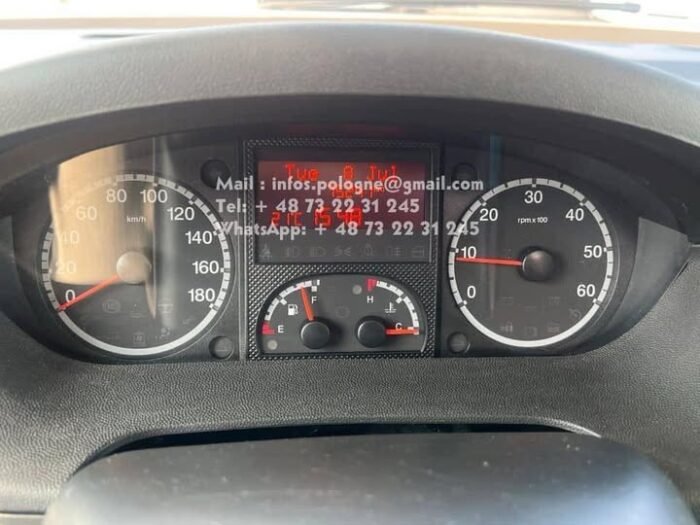 Tue 8 Jul
Mail : infos.pologne@gmail.com
Tel: + 48 73 22 31 245
21C 15:48
WhatsApp: + 48 73 22 31 245
0 20 40 60 80 100 120 140 160 180
km/h
E F
H C
0 10 20 30 40 50 60
rpm x 100